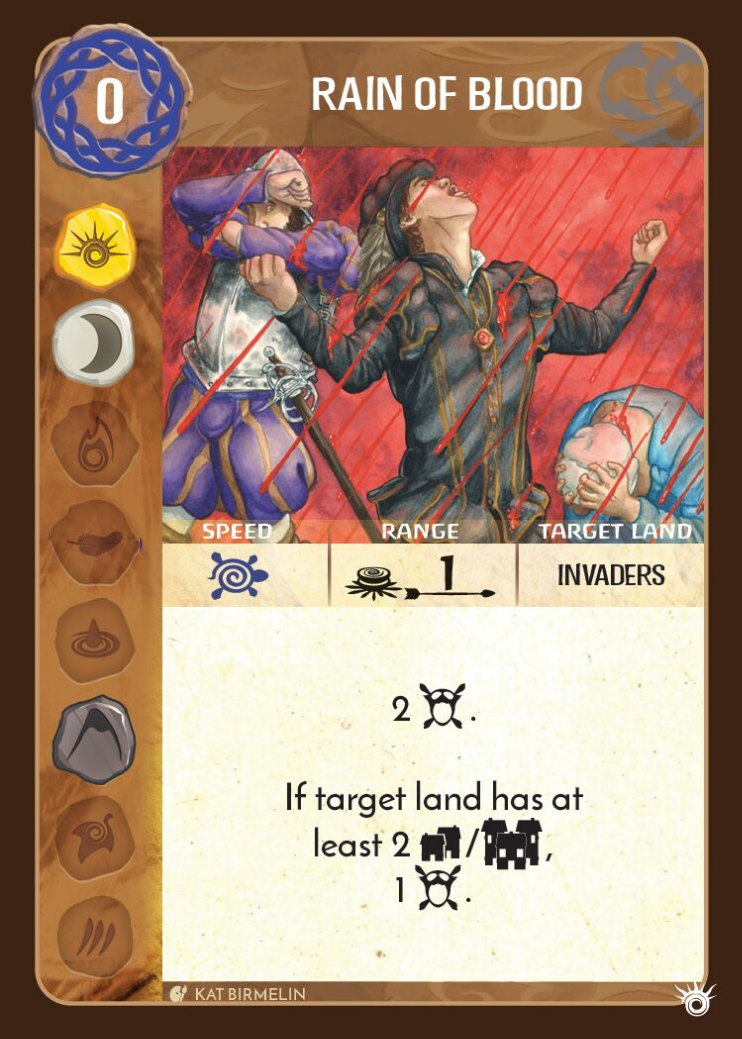 0
RAIN OF BLOOD
SPEED RANGE TARGET LAND
1 INVADERS
2 .
If target land has at
least 2 / ,
1 .
KAT BIRMELIN